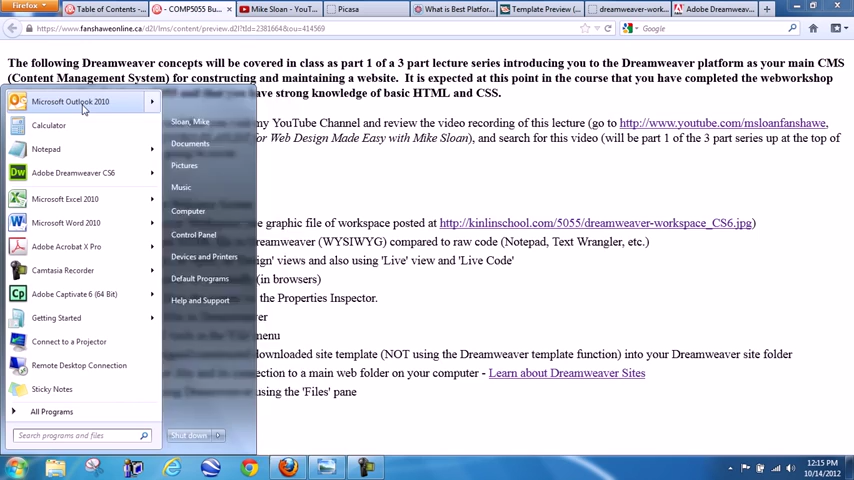 Firefox
Table of Contents - ...
- COMP5055 Web D...
Mike Sloan - YouT...
Picasa
What is Best Platfor...
Template Preview (...
dreamweaver-work...
Adobe Dreamweav...
https://www.fanshaweonline.ca/d2l/lms/content/preview.d2l?tId=2381664&ou=414569
Google
The following Dreamweaver concepts will be covered in class as part 1 of a 3 part lecture series introducing you to the Dreamweaver platform as your main CMS
(Content Management System) for constructing and maintaining a website. It is expected at this point in the course that you have completed the webworkshop
and that you have strong knowledge of basic HTML and CSS.
my YouTube Channel and review the video recording of this lecture (go to http://www.youtube.com/msloanfanshawe,
for Web Design Made Easy with Mike Sloan), and search for this video (will be part 1 of the 3 part series up at the top of
graphic file of workspace posted at http://kinlinschool.com/5055/dreamweaver-workspace_CS6.jpg)
in Dreamweaver (WYSIWYG) compared to raw code (Notepad, Text Wrangler, etc.)
views and also using 'Live' view and 'Live Code'
(in browsers)
the Properties Inspector.
menu
downloaded site template (NOT using the Dreamweaver template function) into your Dreamweaver site folder
connection to a main web folder on your computer - Learn about Dreamweaver Sites
using the 'Files' pane
Microsoft Outlook 2010
Calculator
Notepad
Adobe Dreamweaver CS6
Microsoft Excel 2010
Microsoft Word 2010
Adobe Acrobat X Pro
Camtasia Recorder
Adobe Captivate 6 (64 Bit)
Getting Started
Connect to a Projector
Remote Desktop Connection
Sticky Notes
All Programs
Search programs and files
Sloan, Mike
Documents
Pictures
Music
Computer
Control Panel
Devices and Printers
Default Programs
Help and Support
Shut down
12:15 PM
10/14/2012